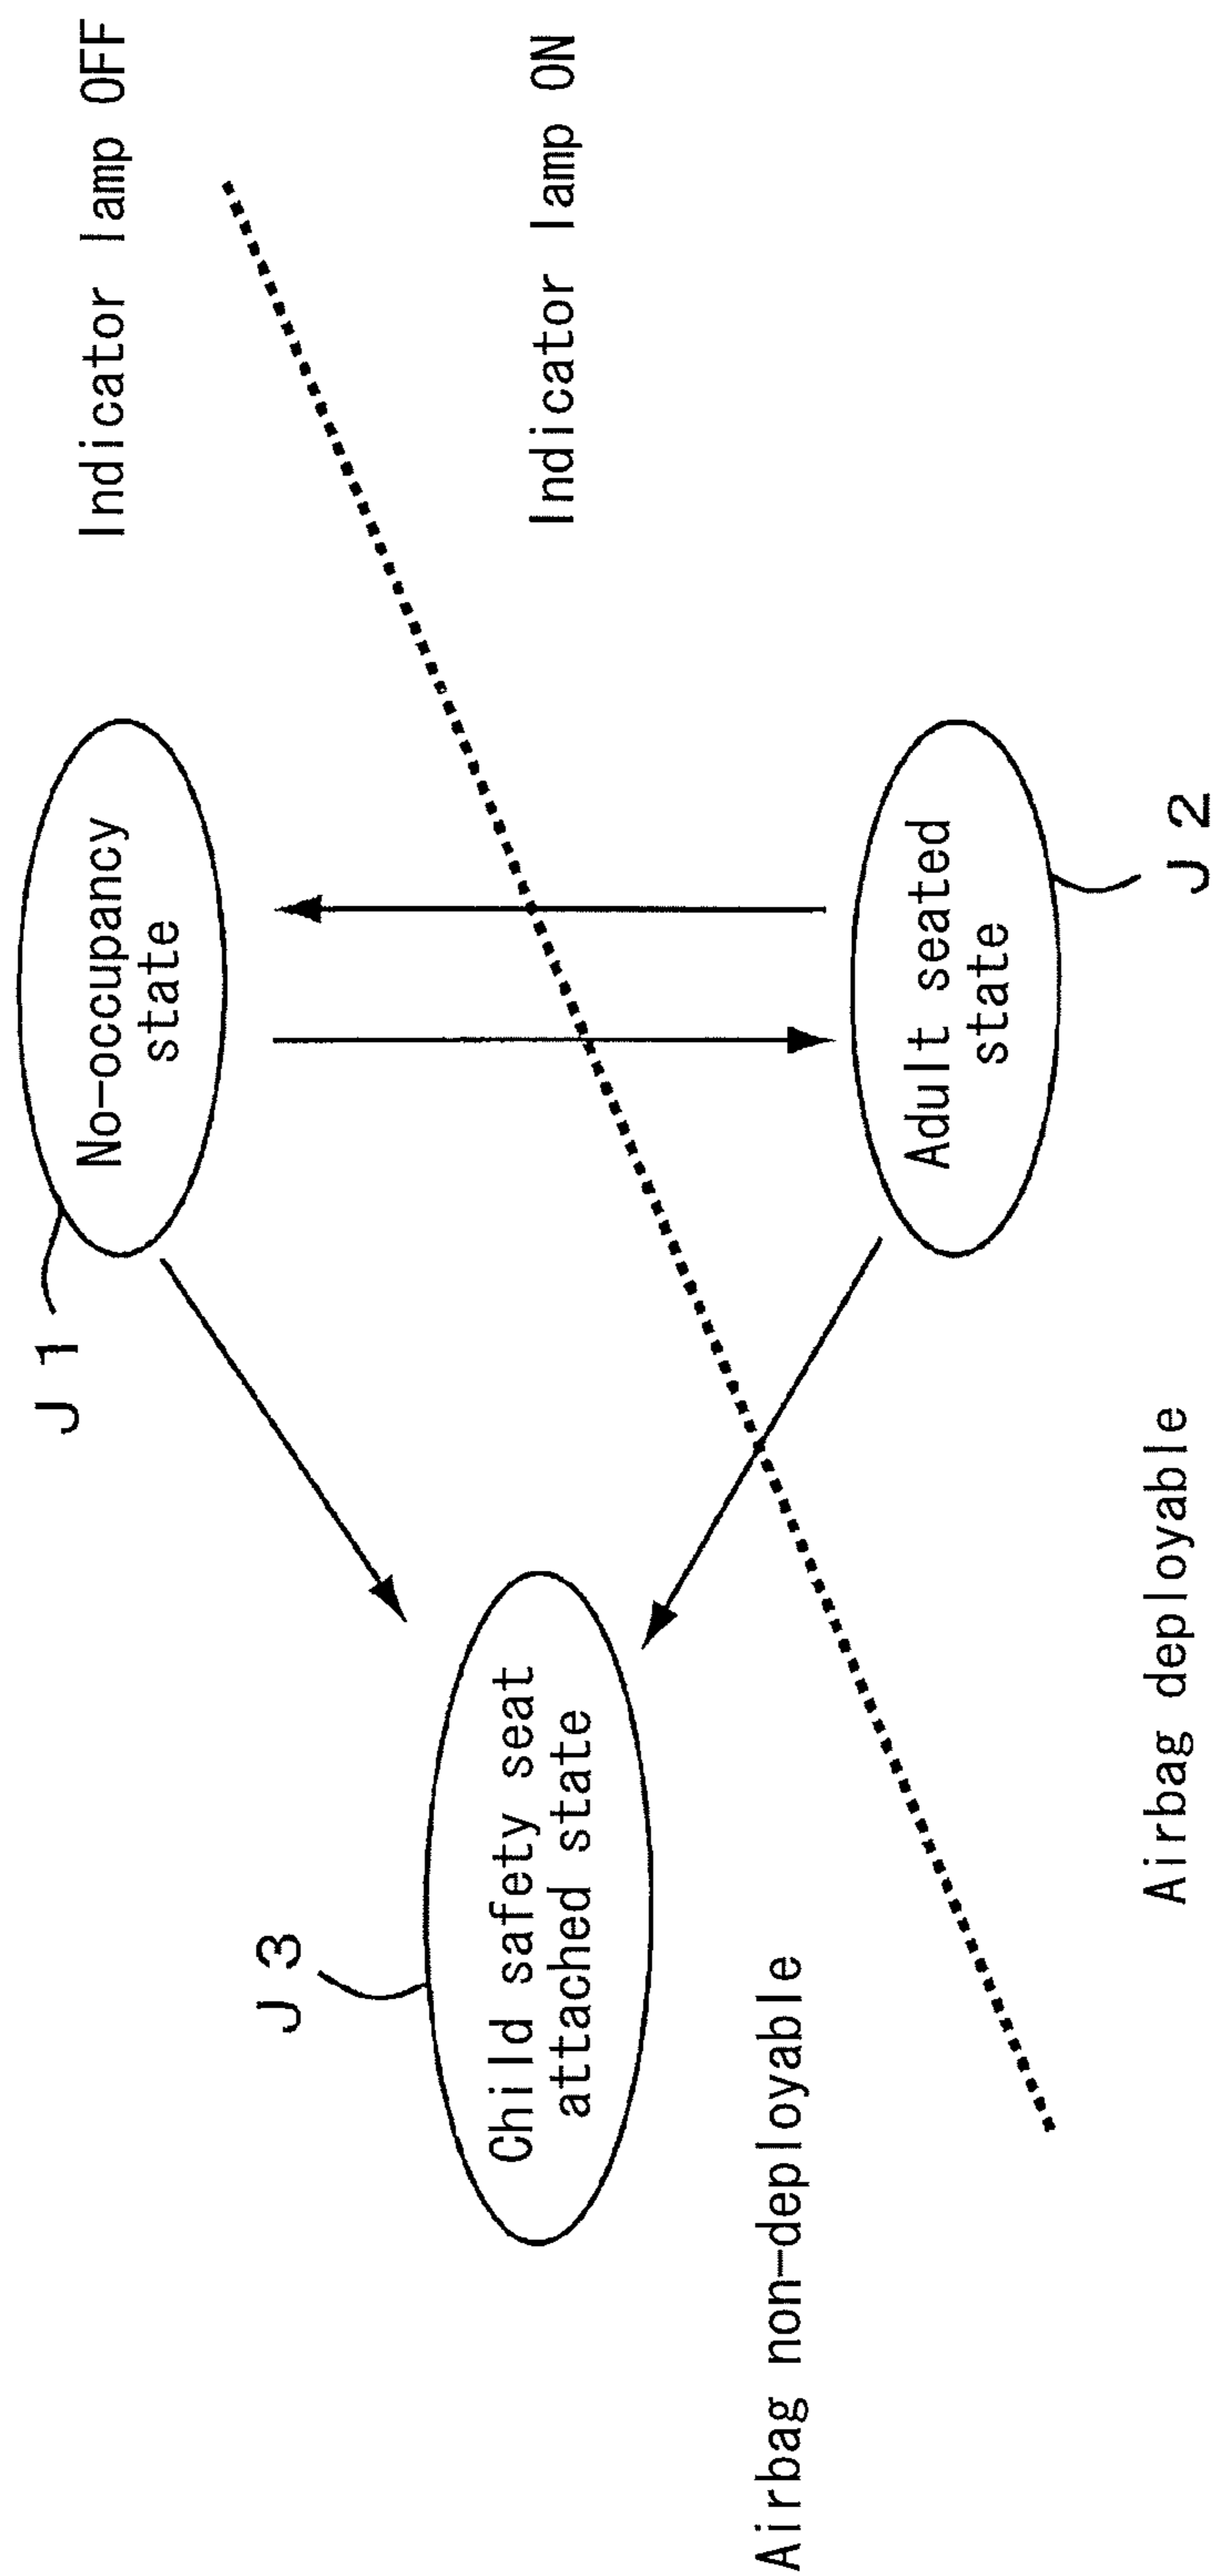 Indicator lamp OFF
No-occupancy
state
J 1
Indicator lamp ON
J 3
Child safety seat
attached state
Adult seated
state
J 2
Airbag non-deployable
Airbag deployable